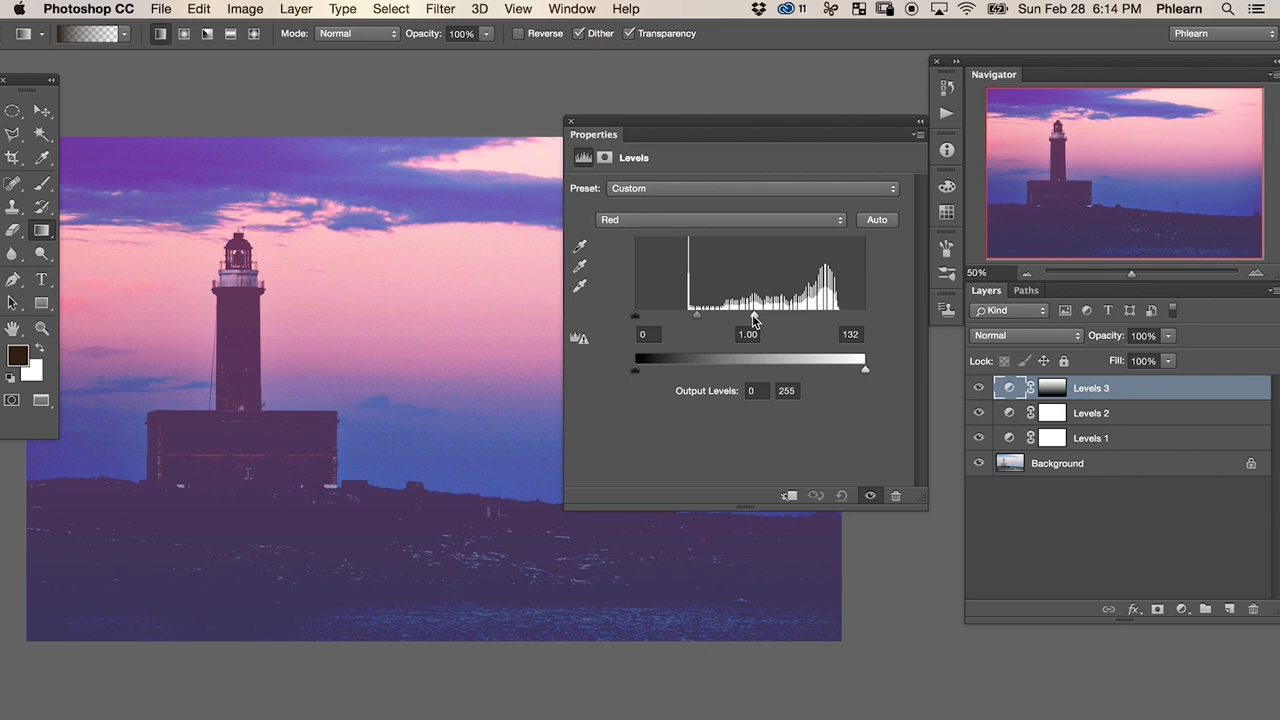 Photoshop CC File Edit Image Layer Type Select Filter 3D View Window Help 11 Sun Feb 28 6:14 PM Phlearn
Mode: Normal Opacity: 100% Reverse Dither Transparency Phlearn
Navigator
Properties
Levels
Preset: Custom
Red Auto
50%
Layers Paths
Kind
0 1.00 132
Normal Opacity: 100%
Lock: Fill: 100%
Output Levels: 0 255
Levels 3
Levels 2
Levels 1
Background